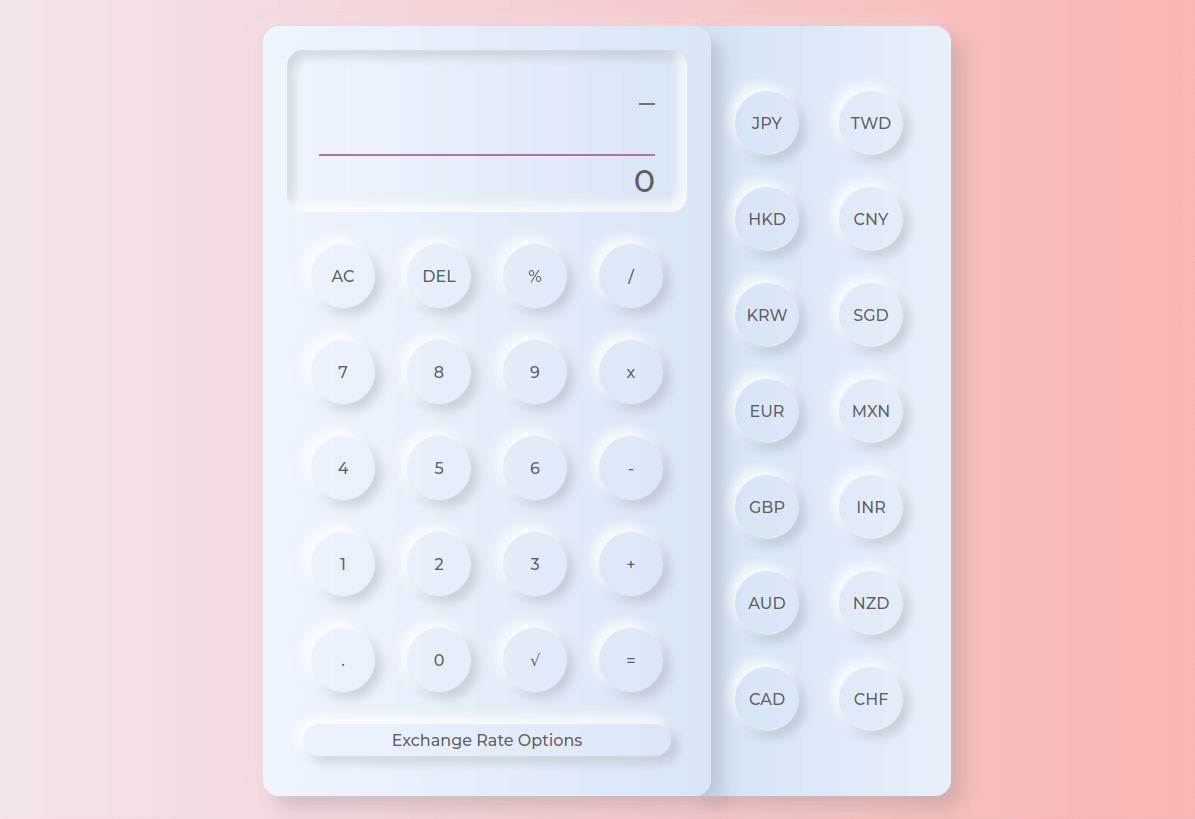 –
0
AC DEL % /
7 8 9 x
4 5 6 -
1 2 3 +
. 0 √ =
Exchange Rate Options
JPY TWD
HKD CNY
KRW SGD
EUR MXN
GBP INR
AUD NZD
CAD CHF